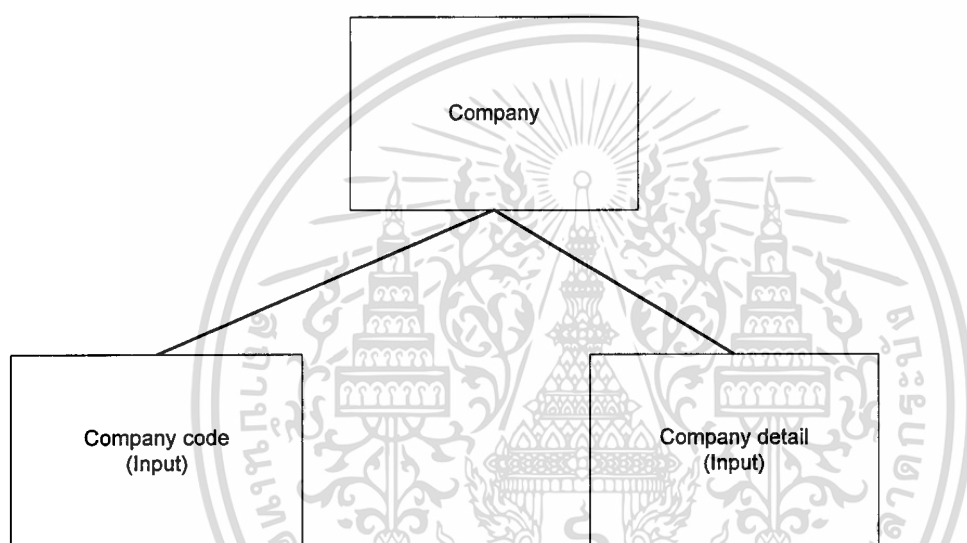 Company
Company code
(Input)
Company detail
(Input)